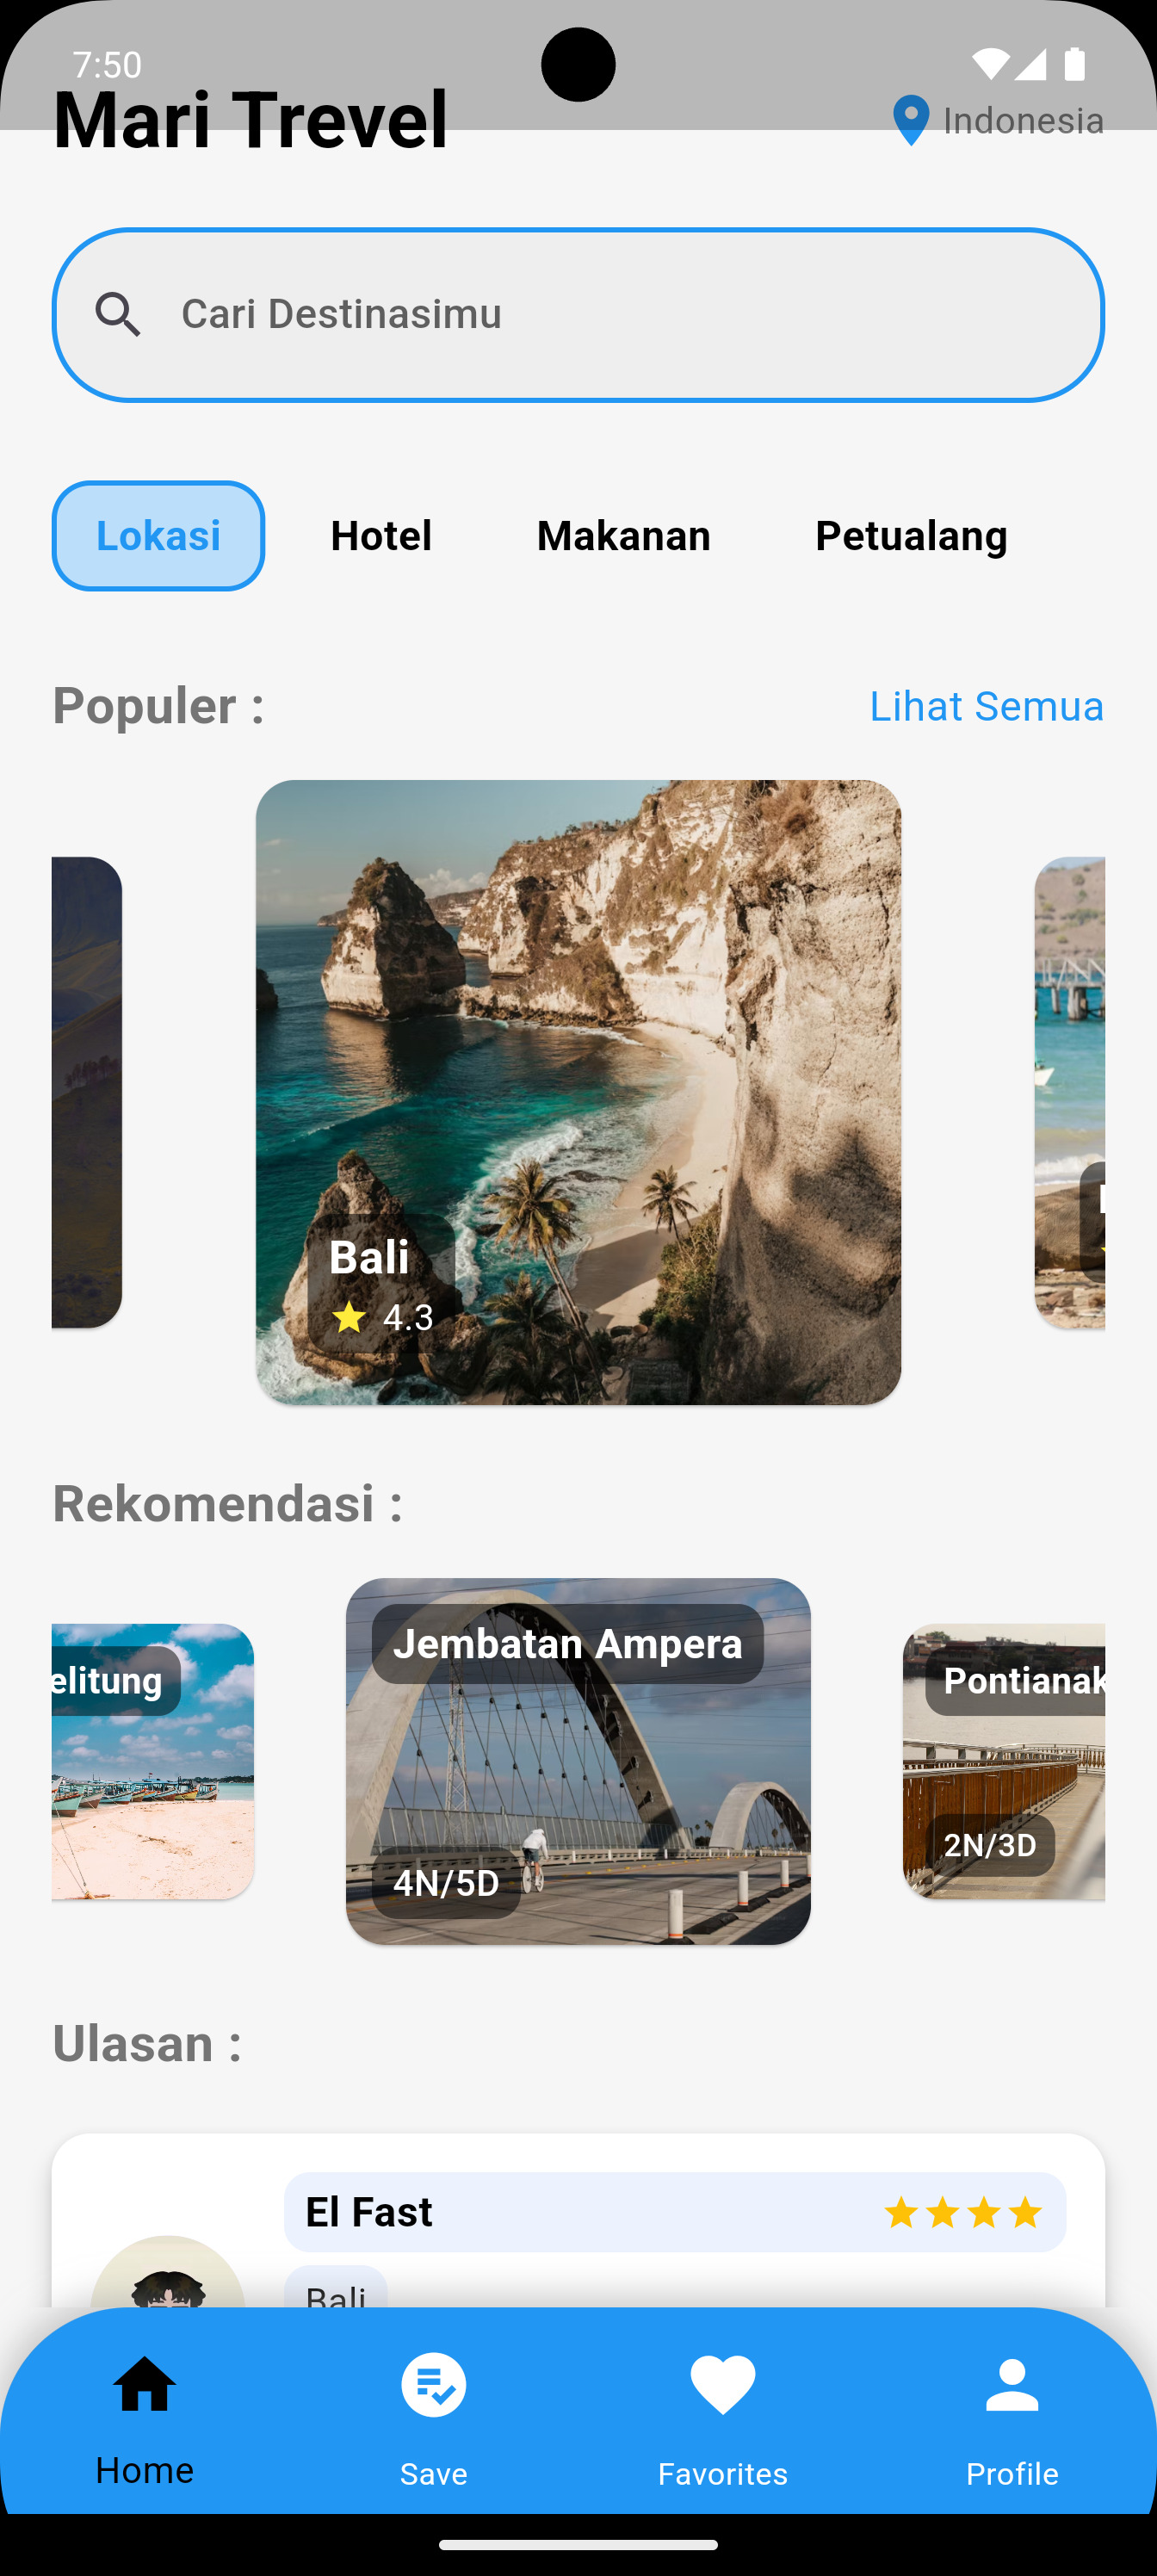 7:50
Mari Trevel
Indonesia
Cari Destinasimu
Lokasi
Hotel
Makanan
Petualang
Populer :
Lihat Semua
Bali
4.3
Rekomendasi :
elitung
Jembatan Ampera
Pontianak
4N/5D
2N/3D
Ulasan :
El Fast
Bali
Home
Save
Favorites
Profile